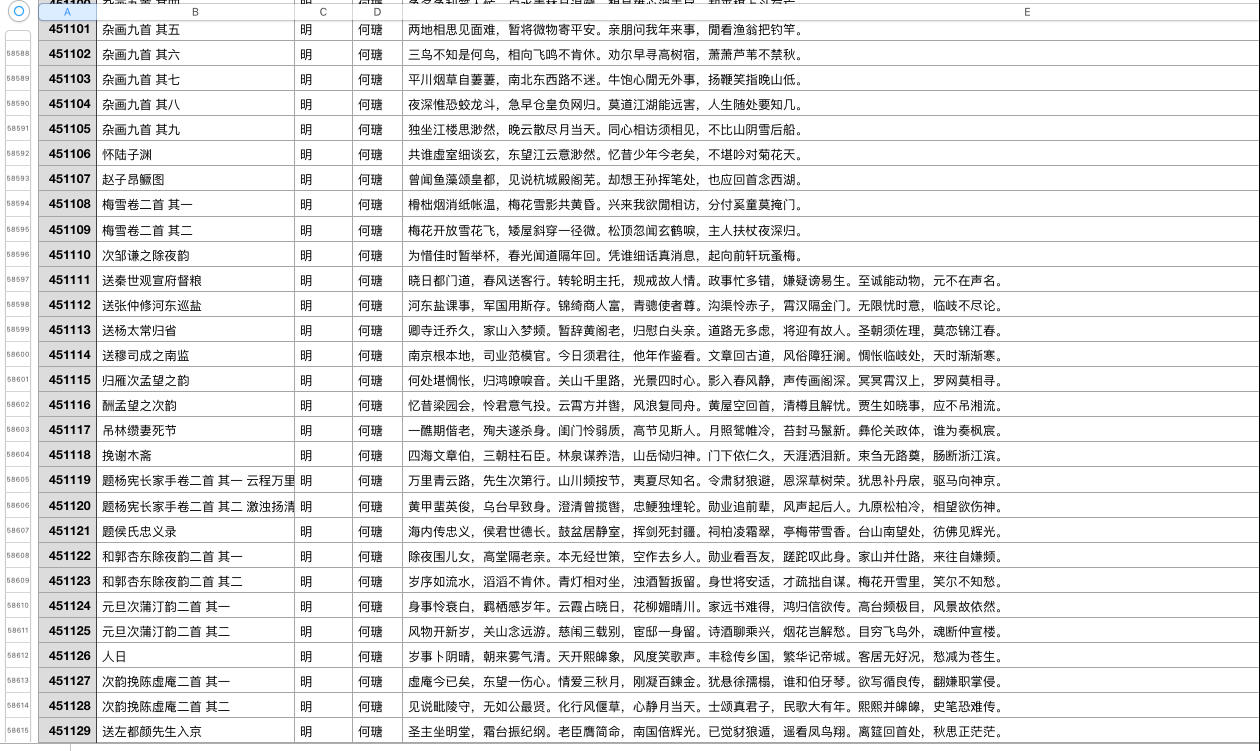 A B C D E
451101 杂画九首 其五 明 何瑭 两地相思见面难，暂将微物寄平安。亲朋问我年来事，閒看渔翁把钓竿。
58588 451102 杂画九首 其六 明 何瑭 三鸟不知是何鸟，相向飞鸣不肯休。劝尔早寻高树宿，萧萧芦苇不禁秋。
58589 451103 杂画九首 其七 明 何瑭 平川烟草自萋萋，南北东西路不迷。牛饱心閒无外事，扬鞭笑指晚山低。
58590 451104 杂画九首 其八 明 何瑭 夜深惟恐蛟龙斗，急早仓皇负网归。莫道江湖能远害，人生随处要知几。
58591 451105 杂画九首 其九 明 何瑭 独坐江楼思渺然，晚云散尽月当天。同心相访须相见，不比山阴雪后船。
58592 451106 怀陆子渊 明 何瑭 共谁虚室细谈玄，东望江云意渺然。忆昔少年今老矣，不堪吟对菊花天。
58593 451107 赵子昂鳜图 明 何瑭 曾闻鱼藻颂皇都，见说杭城殿阁芜。却想王孙挥笔处，也应回首念西湖。
58594 451108 梅雪卷二首 其一 明 何瑭 榾柮烟消纸帐温，梅花雪影共黄昏。兴来我欲閒相访，分付奚童莫掩门。
58595 451109 梅雪卷二首 其二 明 何瑭 梅花开放雪花飞，矮屋斜穿一径微。松顶忽闻玄鹤唳，主人扶杖夜深归。
58596 451110 次邹谦之除夜韵 明 何瑭 为惜佳时暂举杯，春光闻道隔年回。凭谁细话真消息，起向前轩玩蚤梅。
58597 451111 送秦世观宣府督粮 明 何瑭 晓日都门道，春风送客行。转轮明主托，规戒故人情。政事忙多错，嫌疑谤易生。至诚能动物，元不在声名。
58598 451112 送张仲修河东巡盐 明 何瑭 河东盐课事，军国用斯存。锦绮商人富，青骢使者尊。沟渠怜赤子，霄汉隔金门。无限忧时意，临岐不尽论。
58599 451113 送杨太常归省 明 何瑭 卿寺迁乔久，家山入梦频。暂辞黄阁老，归慰白头亲。道路无多虑，将迎有故人。圣朝须佐理，莫恋锦江春。
58600 451114 送穆司成之南监 明 何瑭 南京根本地，司业范模官。今日须君往，他年作鉴看。文章回古道，风俗障狂澜。惆怅临岐处，天时渐渐寒。
58601 451115 归雁次孟望之韵 明 何瑭 何处堪惆怅，归鸿嘹唳音。关山千里路，光景四时心。影入春风静，声传画阁深。冥冥霄汉上，罗网莫相寻。
58602 451116 酬孟望之次韵 明 何瑭 忆昔梁园会，怜君意气投。云霄方并辔，风浪复同舟。黄屋空回首，清樽且解忧。贾生如晓事，应不吊湘流。
58603 451117 吊林缵妻死节 明 何瑭 一醮期偕老，殉夫遂杀身。闺门怜弱质，高节见斯人。月照鸳帷冷，苔封马鬣新。彝伦关政体，谁为奏枫宸。
58604 451118 挽谢木斋 明 何瑭 四海文章伯，三朝柱石臣。林泉谋养浩，山岳恸归神。门下依仁久，天涯洒泪新。束刍无路奠，肠断浙江滨。
58605 451119 题杨宪长家手卷二首 其一 云程万里 明 何瑭 万里青云路，先生次第行。山川频按节，夷夏尽知名。令肃豺狼避，恩深草树荣。犹思补丹扆，驱马向神京。
58606 451120 题杨宪长家手卷二首 其二 激浊扬清 明 何瑭 黄甲辈英俊，乌台早致身。澄清曾揽辔，忠鲠独埋轮。勋业追前辈，风声起后人。九原松柏冷，相望欲伤神。
58607 451121 题侯氏忠义录 明 何瑭 海内传忠义，侯君世德长。鼓盆居静室，挥剑死封疆。祠柏凌霜翠，亭梅带雪香。台山南望处，彷佛见辉光。
58608 451122 和郭杏东除夜韵二首 其一 明 何瑭 除夜围儿女，高堂隔老亲。本无经世策，空作去乡人。勋业看吾友，蹉跎叹此身。家山并仕路，来往自嫌频。
58609 451123 和郭杏东除夜韵二首 其二 明 何瑭 岁序如流水，滔滔不肯休。青灯相对坐，浊酒暂扳留。身世将安适，才疏拙自谋。梅花开雪里，笑尔不知愁。
58610 451124 元旦次蒲汀韵二首 其一 明 何瑭 身事怜衰白，羁栖感岁年。云霞占晓日，花柳媚晴川。家远书难得，鸿归信欲传。高台频极目，风景故依然。
58611 451125 元旦次蒲汀韵二首 其二 明 何瑭 风物开新岁，关山念远游。慈闱三载别，宦邸一身留。诗酒聊乘兴，烟花岂解愁。目穷飞鸟外，魂断仲宣楼。
58612 451126 人日 明 何瑭 岁事卜阴晴，朝来雾气清。天开熙皞象，风度笑歌声。丰稔传乡国，繁华记帝城。客居无好况，愁减为苍生。
58613 451127 次韵挽陈虚庵二首 其一 明 何瑭 虚庵今已矣，东望一伤心。情爱三秋月，刚凝百鍊金。犹悬徐孺榻，谁和伯牙琴。欲写循良传，翻嫌职掌侵。
58614 451128 次韵挽陈虚庵二首 其二 明 何瑭 见说毗陵守，无如公最贤。化行风偃草，心静月当天。士颂真君子，民歌大有年。熙熙并皞皞，史笔恐难传。
58615 451129 送左都颜先生入京 明 何瑭 圣主坐明堂，霜台振纪纲。老臣膺简命，南国倍辉光。已觉豺狼遁，遥看凤鸟翔。离筵回首处，秋思正茫茫。